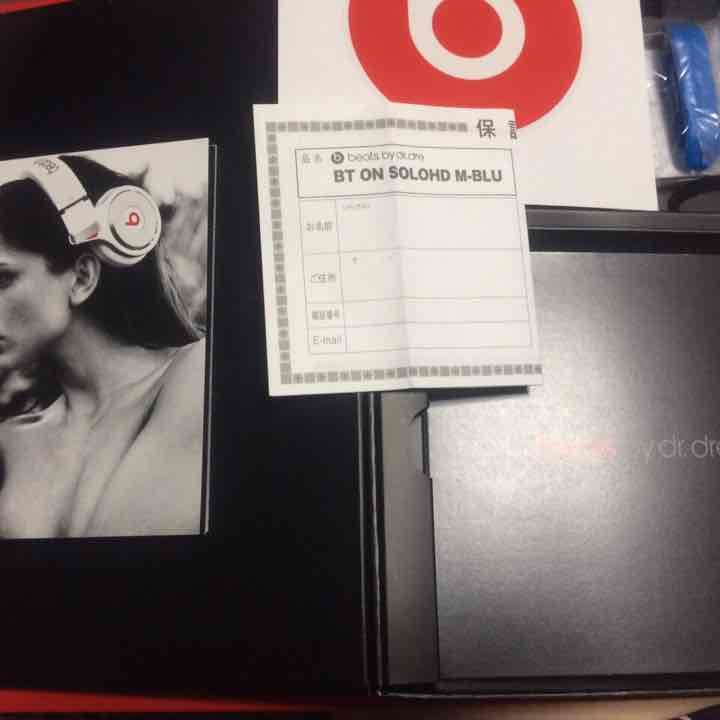 保
品名 b beats by dr.dre
BT ON SOLOHD M-BLU
お名前
ご住所
電話番号
E-mail
by dr. dre